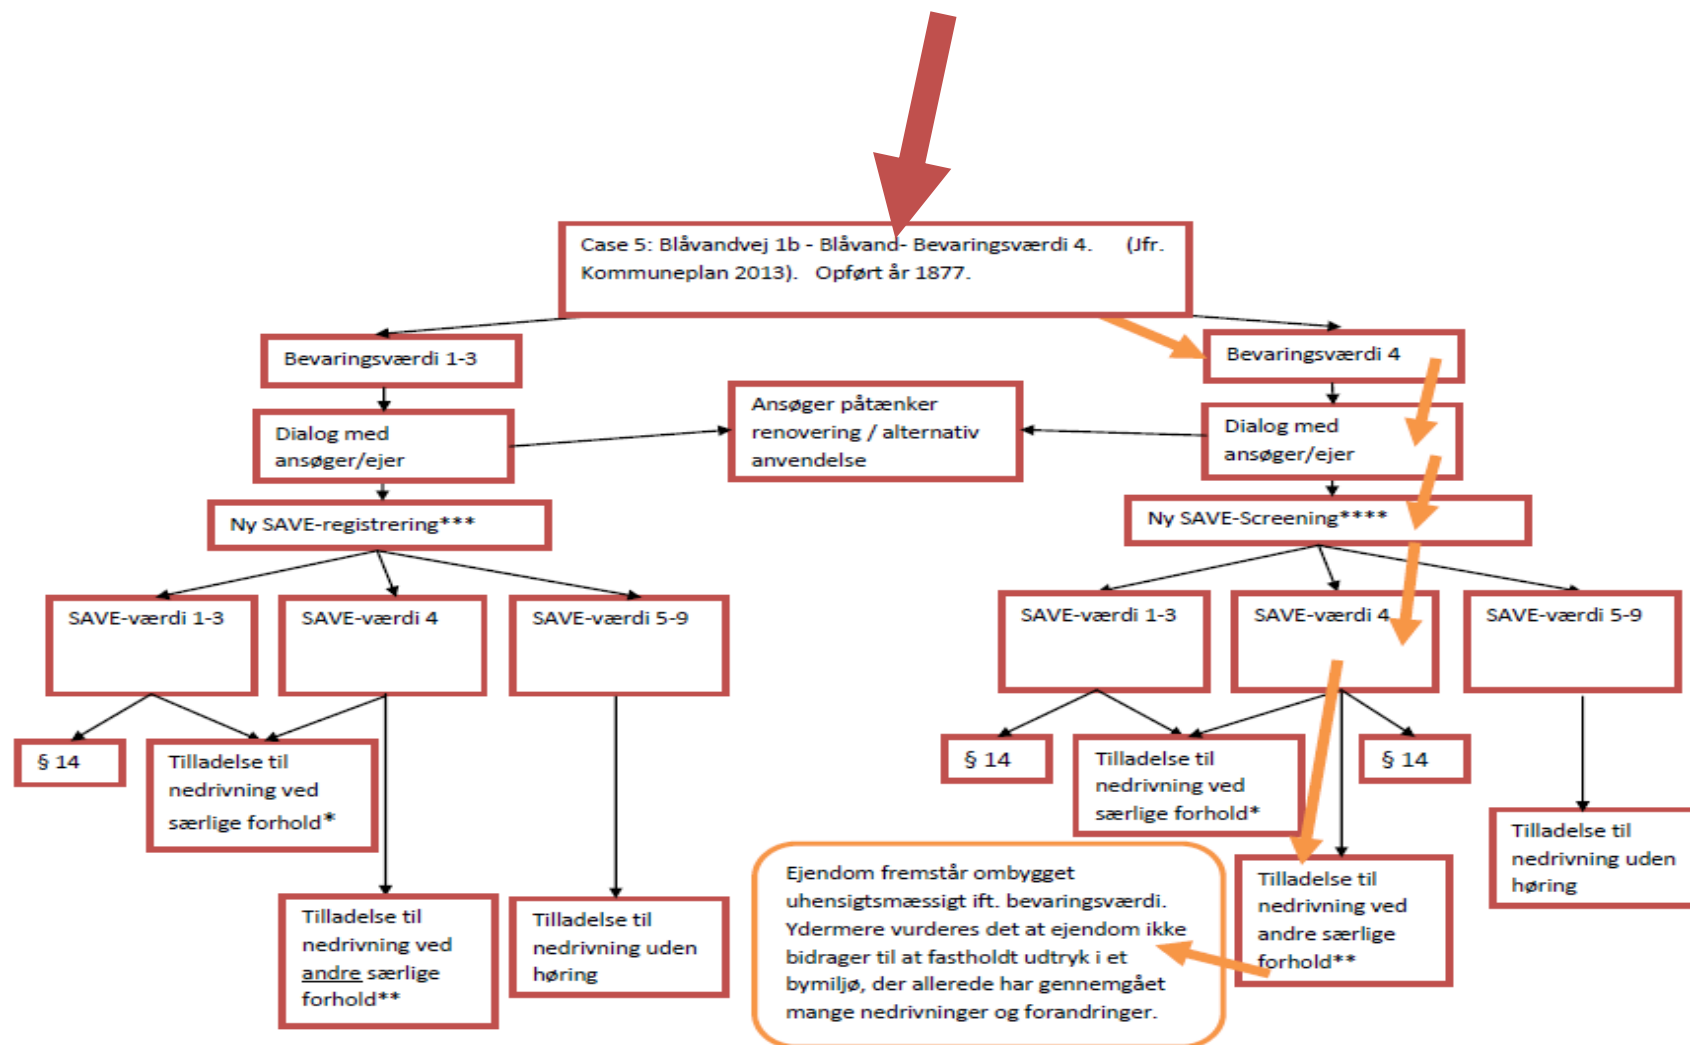 Case 5: Blåvandvej 1b - Blåvand- Bevaringsværdi 4. (Jfr.
Kommuneplan 2013). Opført år 1877.
Bevaringsværdi 1-3
Bevaringsværdi 4
Ansøger påtænker
renovering / alternativ
anvendelse
Dialog med
ansøger/ejer
Dialog med
ansøger/ejer
Ny SAVE-registrering***
Ny SAVE-Screening****
SAVE-værdi 1-3
SAVE-værdi 4
SAVE-værdi 5-9
SAVE-værdi 1-3
SAVE-værdi 4
SAVE-værdi 5-9
§ 14
Tilladelse til
nedrivning ved
særlige forhold*
§ 14
Tilladelse til
nedrivning ved
særlige forhold*
§ 14
Tilladelse til
nedrivning ved
andre særlige
forhold**
Tilladelse til
nedrivning uden
høring
Ejendom fremstår ombygget
uhensigtsmæssigt ift. bevaringsværdi.
Ydermere vurderes det at ejendom ikke
bidrager til at fastholdt udtryk i et
bymiljø, der allerede har gennemgået
mange nedrivninger og forandringer.
Tilladelse til
nedrivning ved
andre særlige
forhold**
Tilladelse til
nedrivning uden
høring